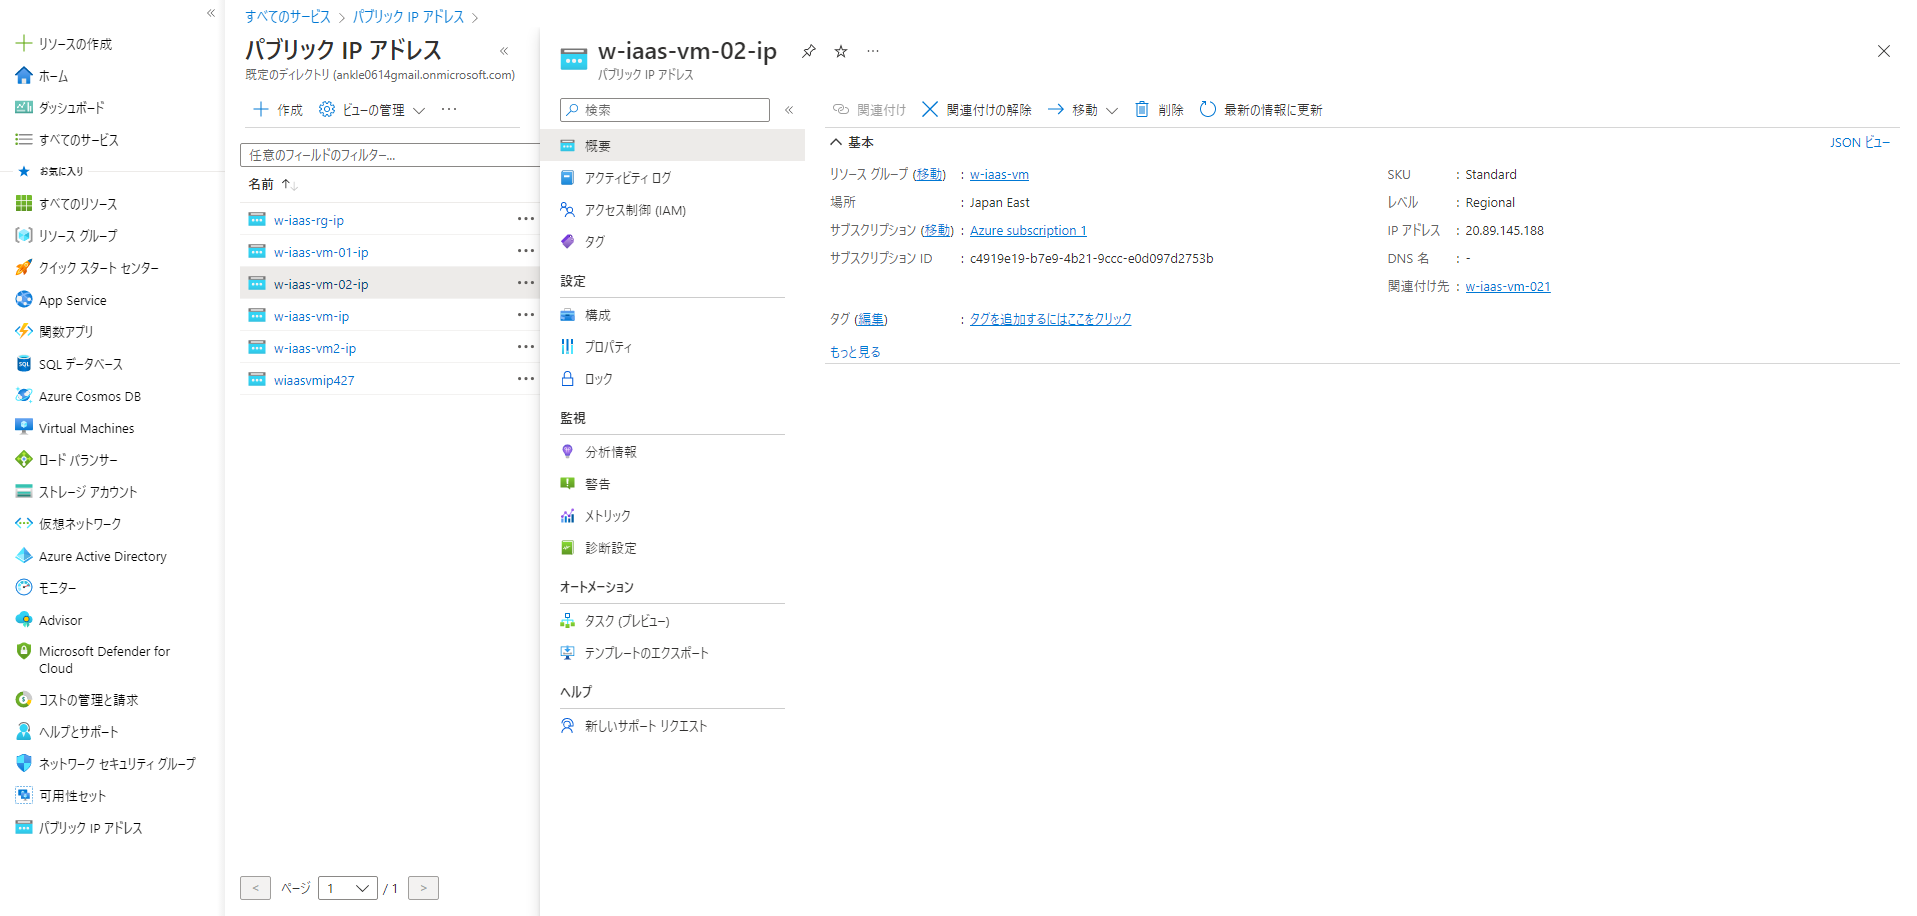 リソースの作成
ホーム
ダッシュボード
すべてのサービス
お気に入り
すべてのリソース
リソース グループ
クイック スタート センター
App Service
関数アプリ
SQL データベース
Azure Cosmos DB
Virtual Machines
ロード バランサー
ストレージ アカウント
仮想ネットワーク
Azure Active Directory
モニター
Advisor
Microsoft Defender for
Cloud
コストの管理と請求
ヘルプとサポート
ネットワーク セキュリティ グループ
可用性セット
パブリック IP アドレス
すべてのサービス > パブリック IP アドレス >
パブリック IP アドレス
既定のディレクトリ (ankle0614gmail.onmicrosoft.com)
作成 ビューの管理
任意のフィールドのフィルター...
名前
w-iaas-rg-ip
w-iaas-vm-01-ip
w-iaas-vm-02-ip
w-iaas-vm-ip
w-iaas-vm2-ip
wiaasvmip427
< ページ 1 / 1 >
w-iaas-vm-02-ip
パブリック IP アドレス
検索
概要
アクティビティ ログ
アクセス制御 (IAM)
タグ
設定
構成
プロパティ
ロック
監視
分析情報
警告
メトリック
診断設定
オートメーション
タスク (プレビュー)
テンプレートのエクスポート
ヘルプ
新しいサポート リクエスト
関連付け 関連付けの解除 移動 削除 最新の情報に更新
基本
JSON ビュー
リソース グループ (移動) : w-iaas-vm
場所 : Japan East
サブスクリプション (移動) : Azure subscription 1
サブスクリプション ID : c4919e19-b7e9-4b21-9ccc-e0d097d2753b
SKU : Standard
レベル : Regional
IP アドレス : 20.89.145.188
DNS 名 : -
関連付け先 : w-iaas-vm-021
タグ (編集) : タグを追加するにはここをクリック
もっと見る